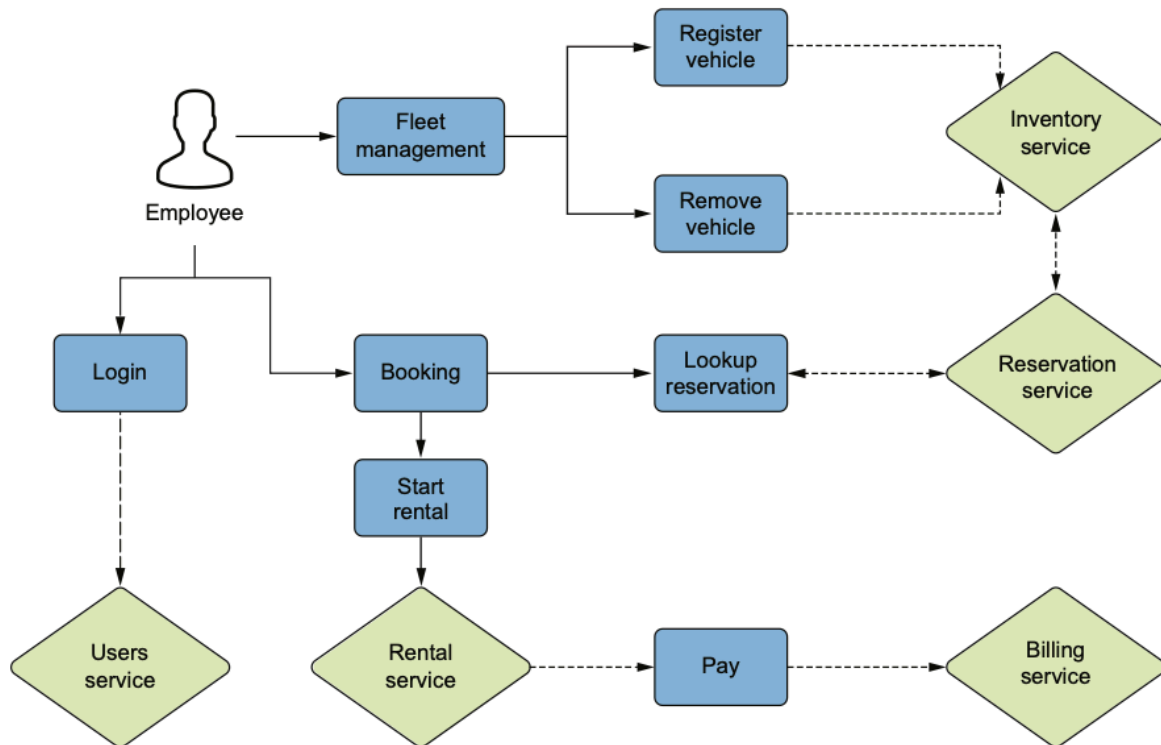 Register
vehicle
Fleet
management
Inventory
service
Employee
Remove
vehicle
Login
Booking
Lookup
reservation
Reservation
service
Start
rental
Users
service
Rental
service
Pay
Billing
service